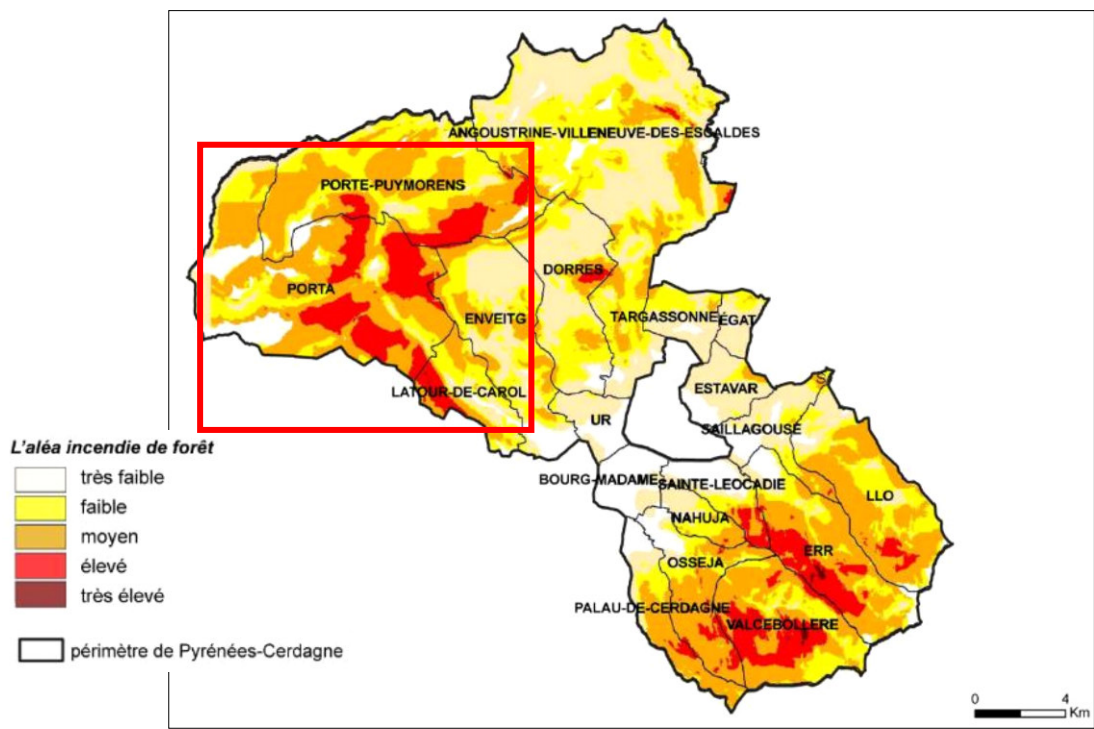 ANGOUSTRINE-VILLENEUVE-DES-ESCALDES
PORTE-PUYMORENS
DORRES
PORTA
ENVEITG
TARGASSONNE
ÉGAT
LATOUR-DE-CAROL
ESTAVAR
UR
SAILLAGOUSE
L'aléa incendie de forêt
très faible
faible
moyen
élevé
très élevé
périmètre de Pyrénées-Cerdagne
BOURG-MADAME
SAINTE-LEOCADIE
LLO
NAHUJA
ERR
OSSEJA
PALAU-DE-CERDAGNE
VALCEBOLLERE
0 4
Km